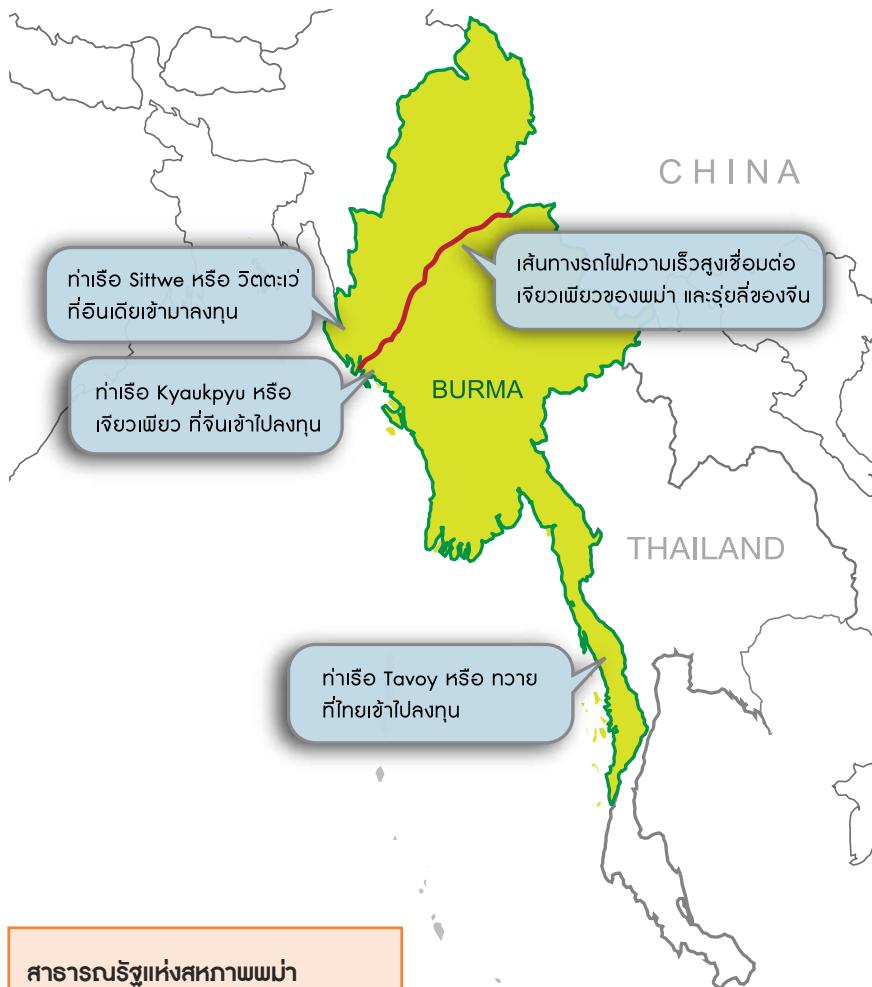 CHINA
ท่าเรือ Sittwe หรือ วิตตะเว่
ที่อินเดียเข้ามาลงทุน
เส้นทางรถไฟความเร็วสูงเชื่อมต่อ
เจียวเพียวของพม่า และรุ่ยลี่ของจีน
ท่าเรือ Kyaukpyu หรือ
เจียวเพียว ที่จีนเข้าไปลงทุน
BURMA
THAILAND
ท่าเรือ Tavoy หรือ ทวาย
ที่ไทยเข้าไปลงทุน
สาธารณรัฐแห่งสหภาพพม่า